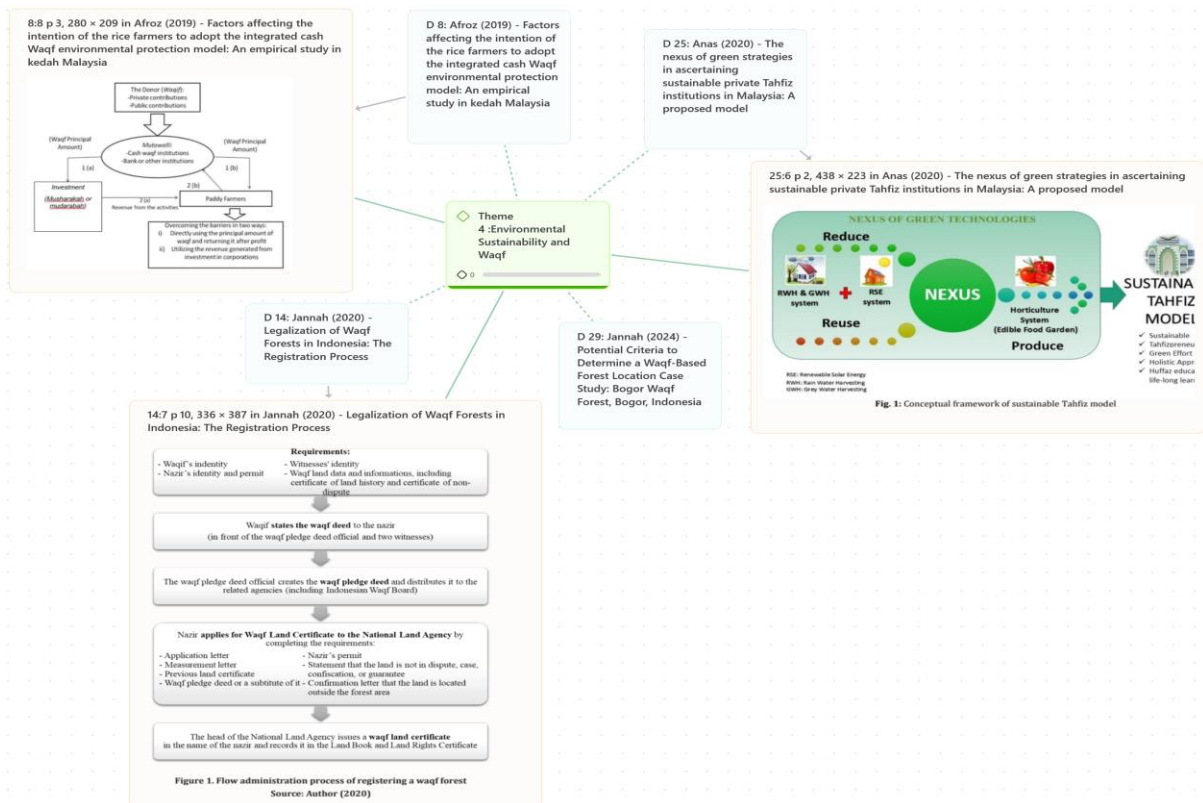 8:8 p 3, 280 × 209 in Afroz (2019) - Factors affecting the
intention of the rice farmers to adopt the integrated cash
Waqf environmental protection model: An empirical study in
kedah Malaysia
The Donor (Waqif):
-Private contributions
-Public contributions
(Waqf Principal
Amount)
Mutawalli:
-Cash waqf institutions
-Bank or other institutions
(Waqf Principal
Amount)
1 (a)
1 (b)
2 (b)
Investment
(Musharakah or
mudarabah)
2 (a)
Revenue from the activities
Paddy Farmers
Overcoming the barriers in two ways:
i) Directly using the principal amount of
waqf and returning it after profit
ii) Utilizing the revenue generated from
investment in corporations
D 8: Afroz (2019) - Factors
affecting the intention of
the rice farmers to adopt
the integrated cash Waqf
environmental protection
model: An empirical study
in kedah Malaysia
D 25: Anas (2020) - The
nexus of green strategies
in ascertaining
sustainable private Tahfiz
institutions in Malaysia: A
proposed model
25:6 p 2, 438 × 223 in Anas (2020) - The nexus of green strategies in ascertaining
sustainable private Tahfiz institutions in Malaysia: A proposed model
NEXUS OF GREEN TECHNOLOGIES
Reduce
RWH & GWH
system
RSE
system
NEXUS
Reuse
Horticulture
System
(Edible Food Garden)
Produce
SUSTAINA
TAHFIZ
MODEL
✓ Sustainable
✓ Tahfizpreneu
✓ Green Effort
✓ Holistic Appr
✓ Huffaz educa
life-long lean
RSE: Renewable Solar Energy
RWH: Rain Water Harvesting
GWH: Grey Water Harvesting
Fig. 1: Conceptual framework of sustainable Tahfiz model
Theme
4 :Environmental
Sustainability and
Waqf
0
D 14: Jannah (2020) -
Legalization of Waqf
Forests in Indonesia: The
Registration Process
D 29: Jannah (2024) -
Potential Criteria to
Determine a Waqf-Based
Forest Location Case
Study: Bogor Waqf
Forest, Bogor, Indonesia
14:7 p 10, 336 × 387 in Jannah (2020) - Legalization of Waqf Forests in
Indonesia: The Registration Process
Requirements:
- Waqif's indentity
- Nazir's identity and permit
- Witnesses' identity
- Waqf land data and informations, including
certificate of land history and certificate of non-
dispute
Waqif states the waqf deed to the nazir
(in front of the waqf pledge deed official and two witnesses)
The waqf pledge deed official creates the waqf pledge deed and distributes it to the
related agencies (including Indonesian Waqf Board)
Nazir applies for Waqf Land Certificate to the National Land Agency by
completing the requirements:
- Application letter
- Measurement letter
- Previous land certificate
- Waqf pledge deed or a subtitute of it
- Nazir's permit
- Statement that the land is not in dispute, case,
confiscation, or guarantee
- Confirmation letter that the land is located
outside the forest area
The head of the National Land Agency issues a waqf land certificate
in the name of the nazir and records it in the Land Book and Land Rights Certificate
Figure 1. Flow administration process of registering a waqf forest
Source: Author (2020)